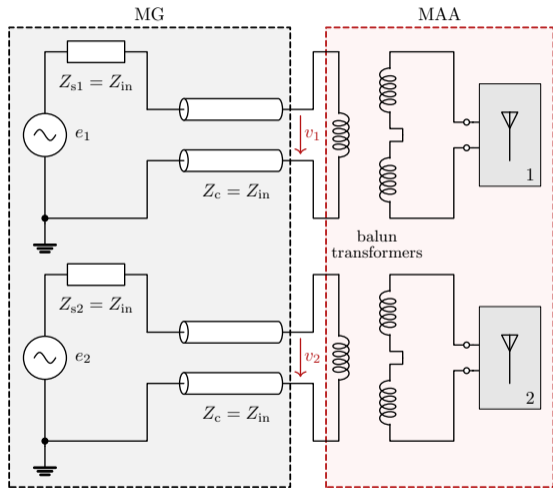 MG
MAA
Z_s1 = Z_in
e_1
v_1
Z_c = Z_in
1
balun
transformers
Z_s2 = Z_in
e_2
v_2
Z_c = Z_in
2